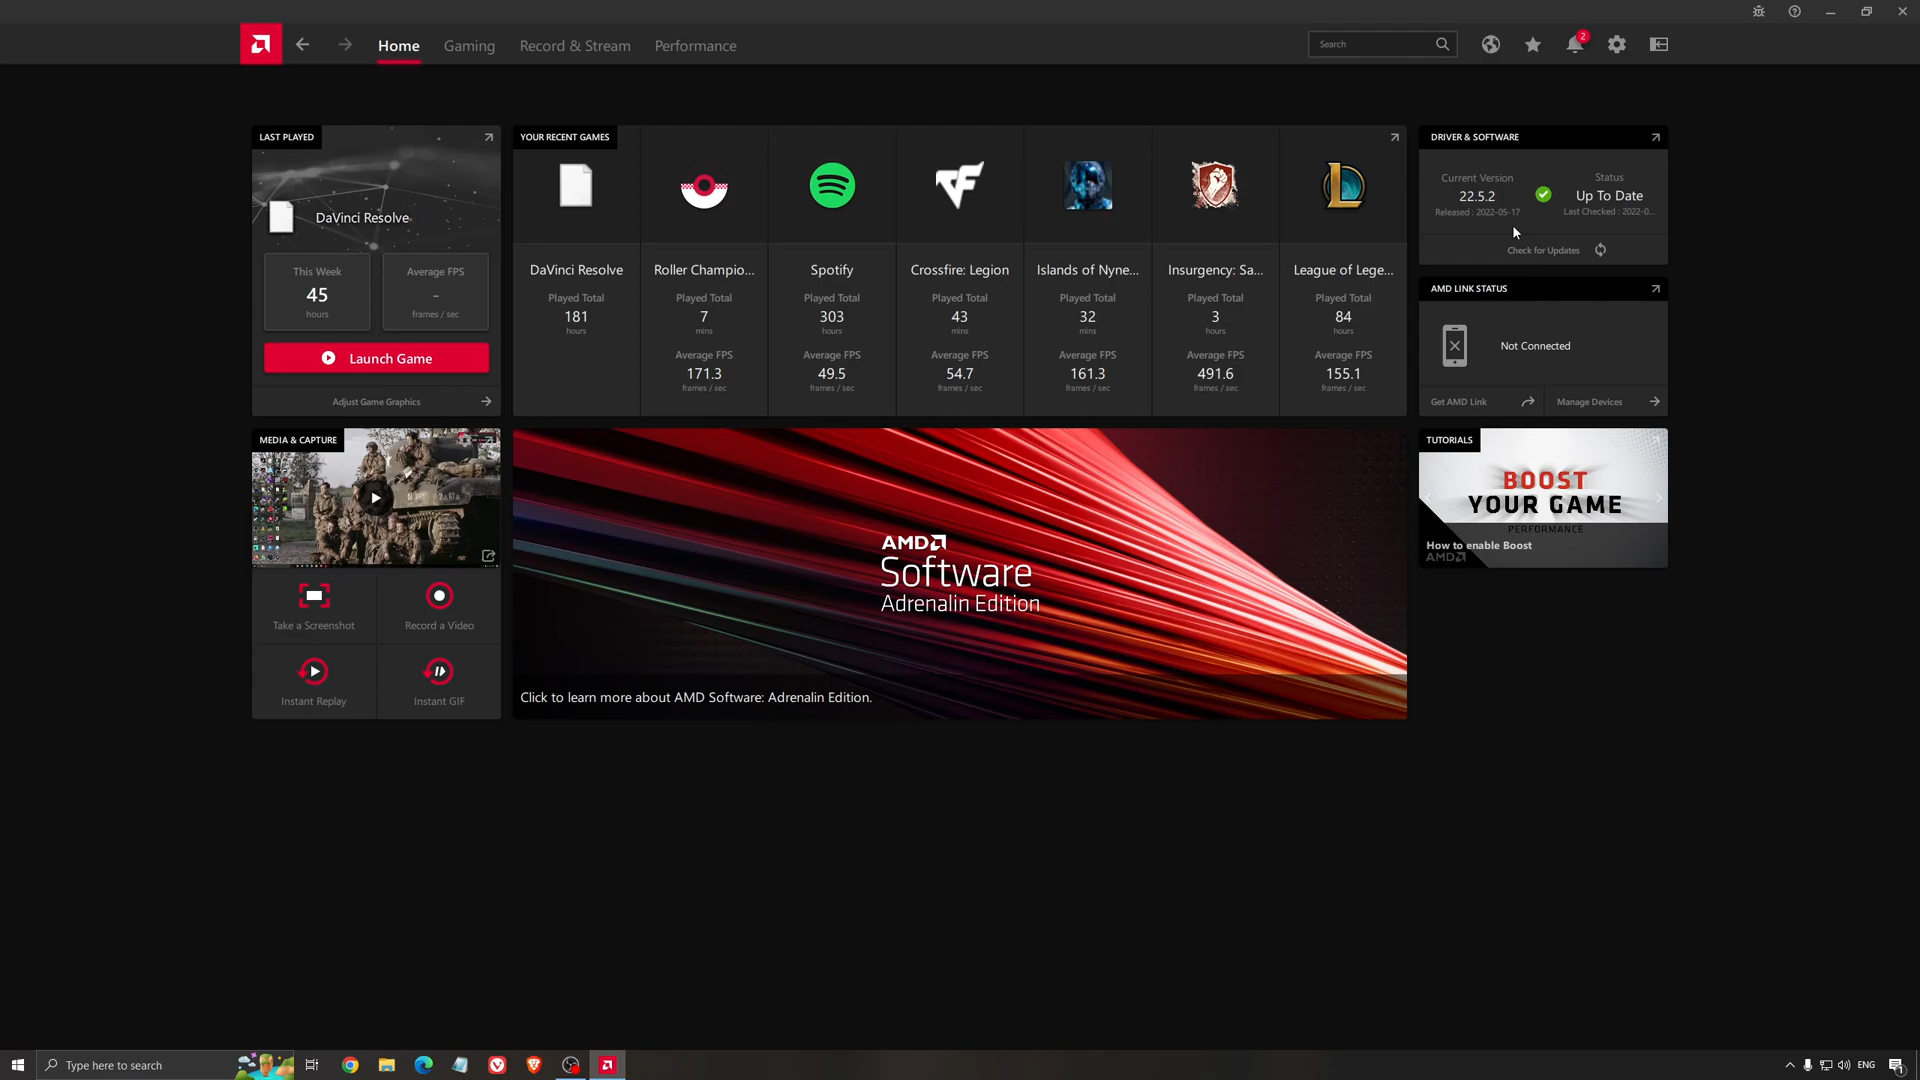 Home
Gaming
Record & Stream
Performance
Search
2
LAST PLAYED
DaVinci Resolve
This Week
45
hours
Average FPS
–
frames / sec
Launch Game
Adjust Game Graphics
YOUR RECENT GAMES
DaVinci Resolve
Played Total
181
hours
Roller Champio...
Played Total
7
mins
Average FPS
171.3
frames / sec
Spotify
Played Total
303
hours
Average FPS
49.5
frames / sec
Crossfire: Legion
Played Total
43
mins
Average FPS
54.7
frames / sec
Islands of Nyne...
Played Total
32
mins
Average FPS
161.3
frames / sec
Insurgency: Sa...
Played Total
3
hours
Average FPS
491.6
frames / sec
League of Lege...
Played Total
84
hours
Average FPS
155.1
frames / sec
DRIVER & SOFTWARE
Current Version
22.5.2
Released : 2022-05-17
Status
Up To Date
Last Checked : 2022-0...
Check for Updates
AMD LINK STATUS
Not Connected
Get AMD Link
Manage Devices
MEDIA & CAPTURE
Take a Screenshot
Record a Video
Instant Replay
Instant GIF
AMD
Software
Adrenalin Edition
Click to learn more about AMD Software: Adrenalin Edition.
TUTORIALS
BOOST
YOUR GAME
PERFORMANCE
How to enable Boost
AMD
Type here to search
ENG
1